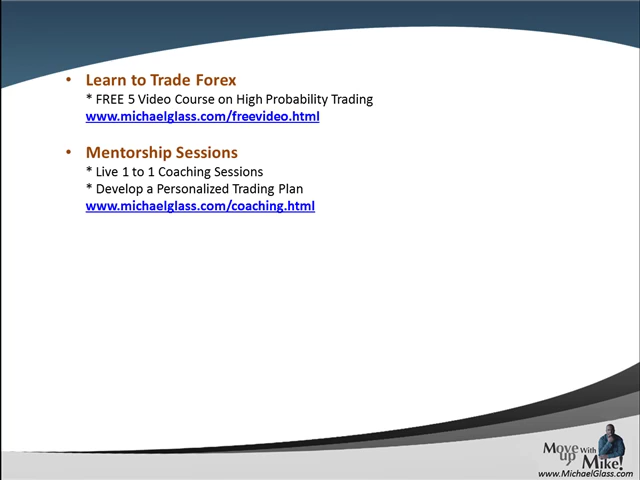 • Learn to Trade Forex
* FREE 5 Video Course on High Probability Trading
www.michaelglass.com/freevideo.html
• Mentorship Sessions
* Live 1 to 1 Coaching Sessions
* Develop a Personalized Trading Plan
www.michaelglass.com/coaching.html
Move up With Mike!
www.MichaelGlass.com